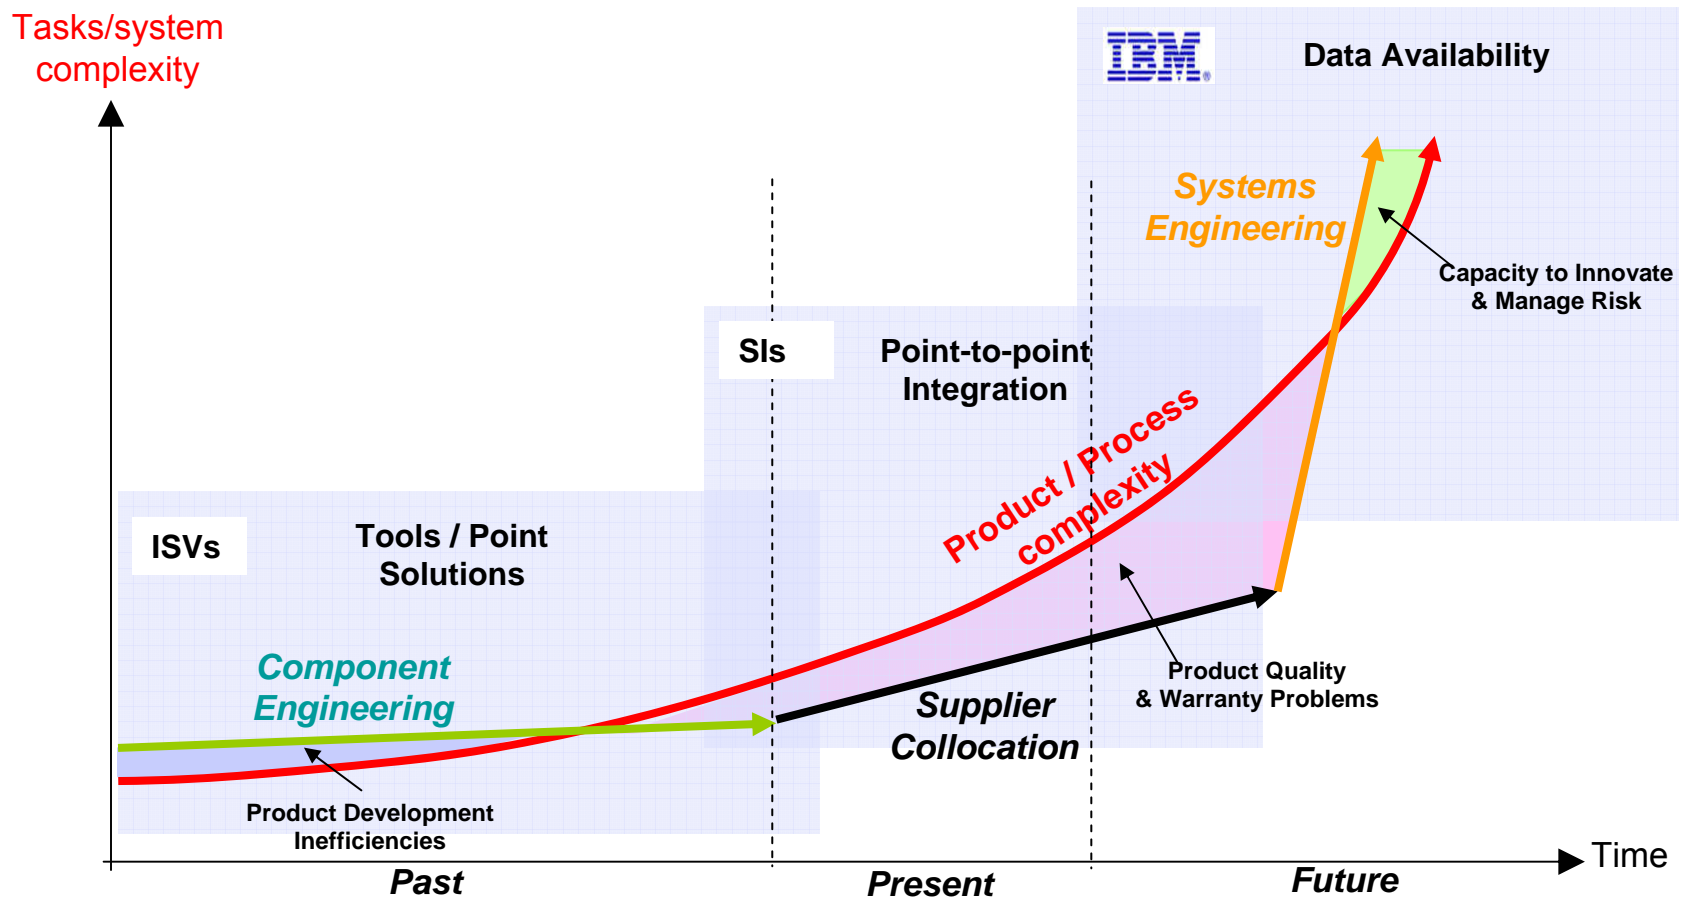 Tasks/system
complexity
IBM®
Data Availability
Systems
Engineering
Capacity to Innovate
& Manage Risk
SIs
Point-to-point
Integration
Product / Process
complexity
ISVs
Tools / Point
Solutions
Component
Engineering
Product Quality
& Warranty Problems
Supplier
Collocation
Product Development
Inefficiencies
Time
Past
Present
Future